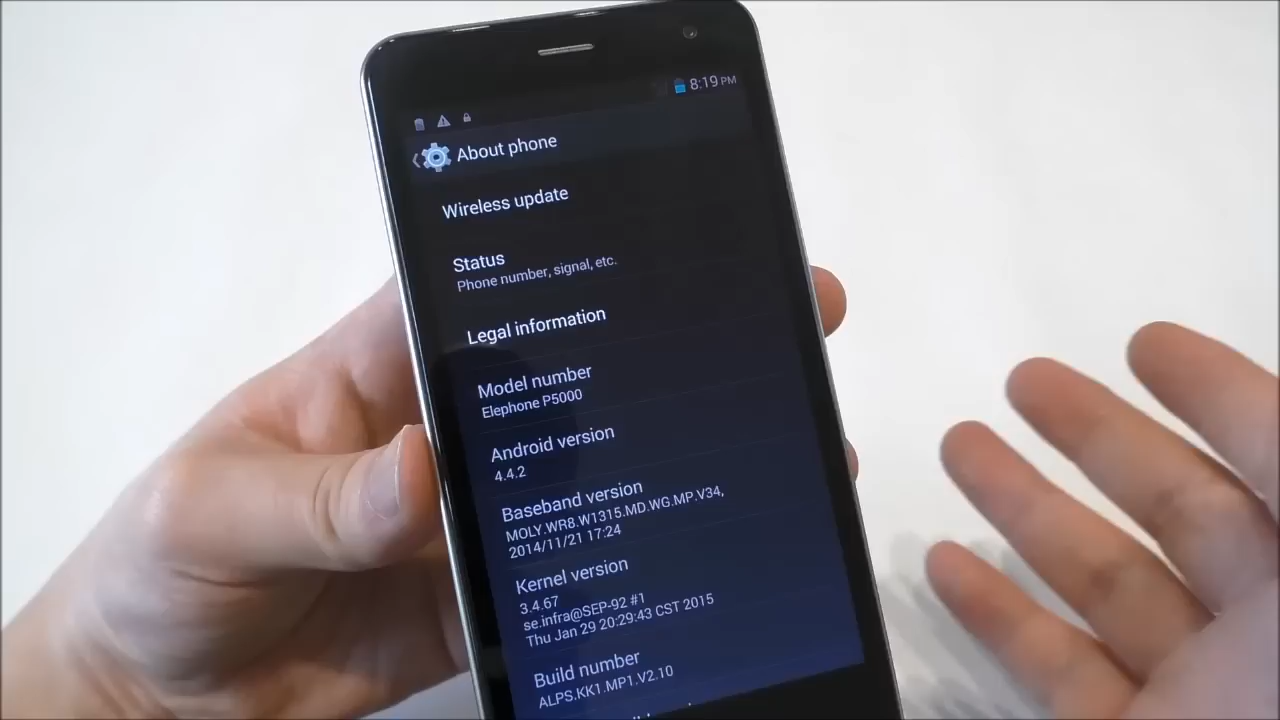 8:19 PM
About phone
Wireless update
Status
Phone number, signal, etc.
Legal information
Model number
Elephone P5000
Android version
4.4.2
Baseband version
MOLY.WR8.W1315.MD.WG.MP.V34,
2014/11/21 17:24
Kernel version
3.4.67
se.infra@SEP-92 #1
Thu Jan 29 20:29:43 CST 2015
Build number
ALPS.KK1.MP1.V2.10